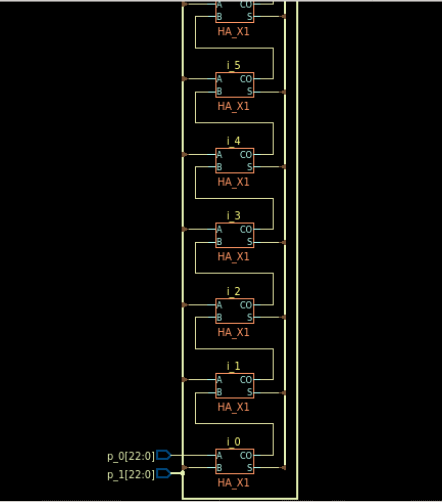 A CO
B S
HA_X1
i_5
A CO
B S
HA_X1
i_4
A CO
B S
HA_X1
i_3
A CO
B S
HA_X1
i_2
A CO
B S
HA_X1
i_1
A CO
B S
HA_X1
i_0
p_0[22:0] A CO
p_1[22:0] B S
HA_X1